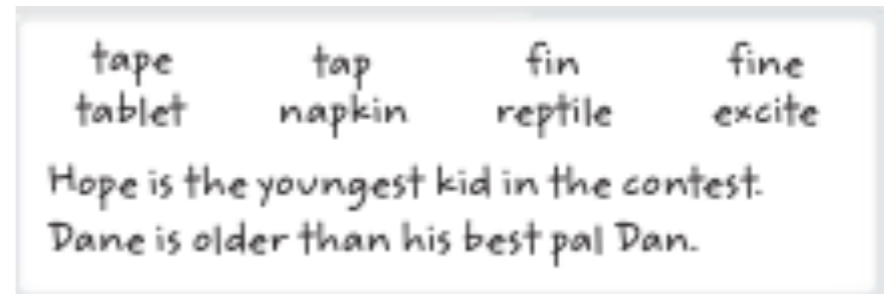 tape tap fin fine
tablet napkin reptile excite
Hope is the youngest kid in the contest.
Dane is older than his best pal Dan.